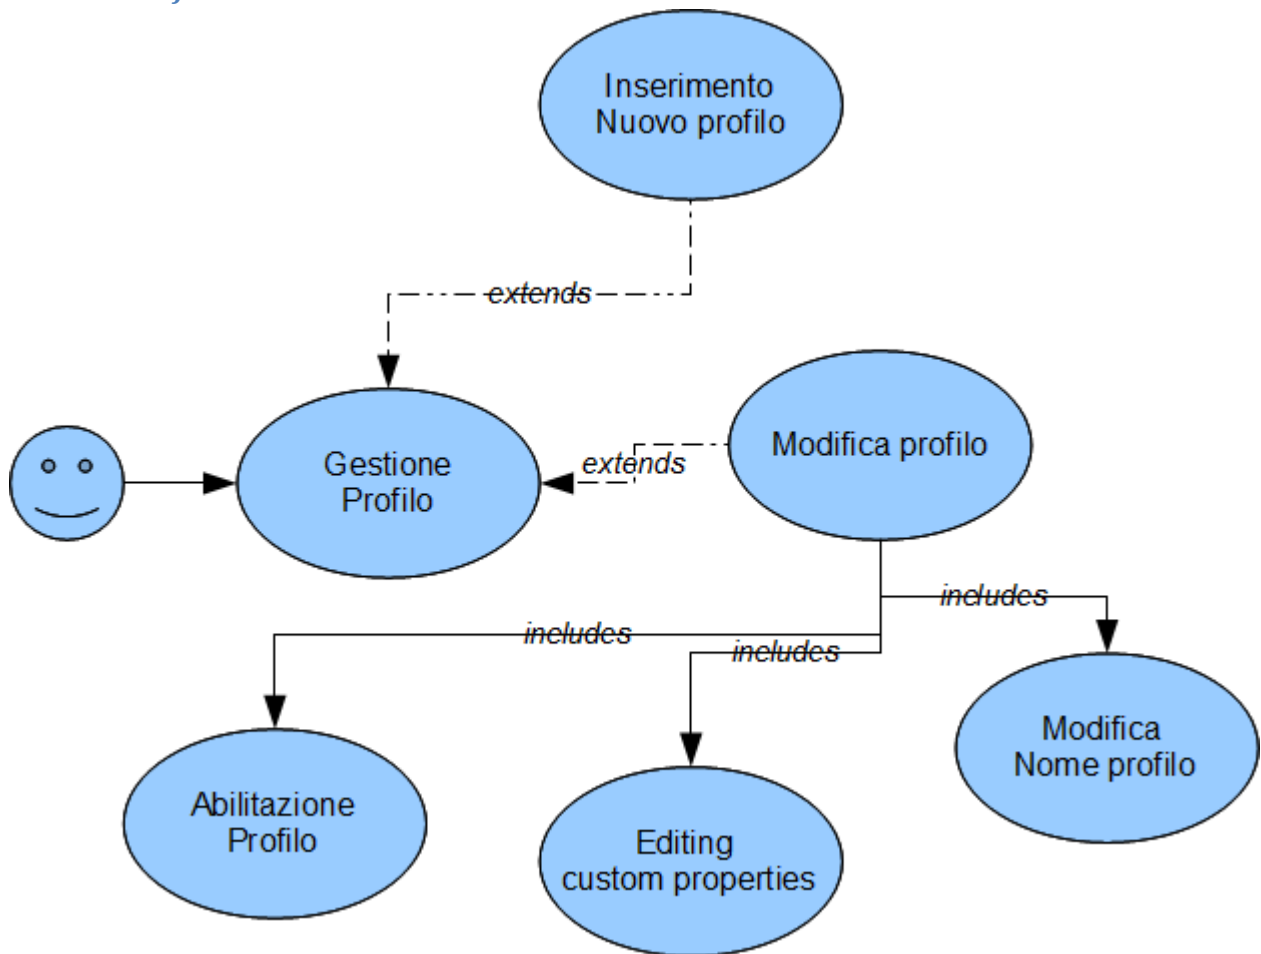 Inserimento
Nuovo profilo
extends
Gestione
Profilo
extends
Modifica profilo
includes
includes
includes
Abilitazione
Profilo
Editing
custom properties
Modifica
Nome profilo